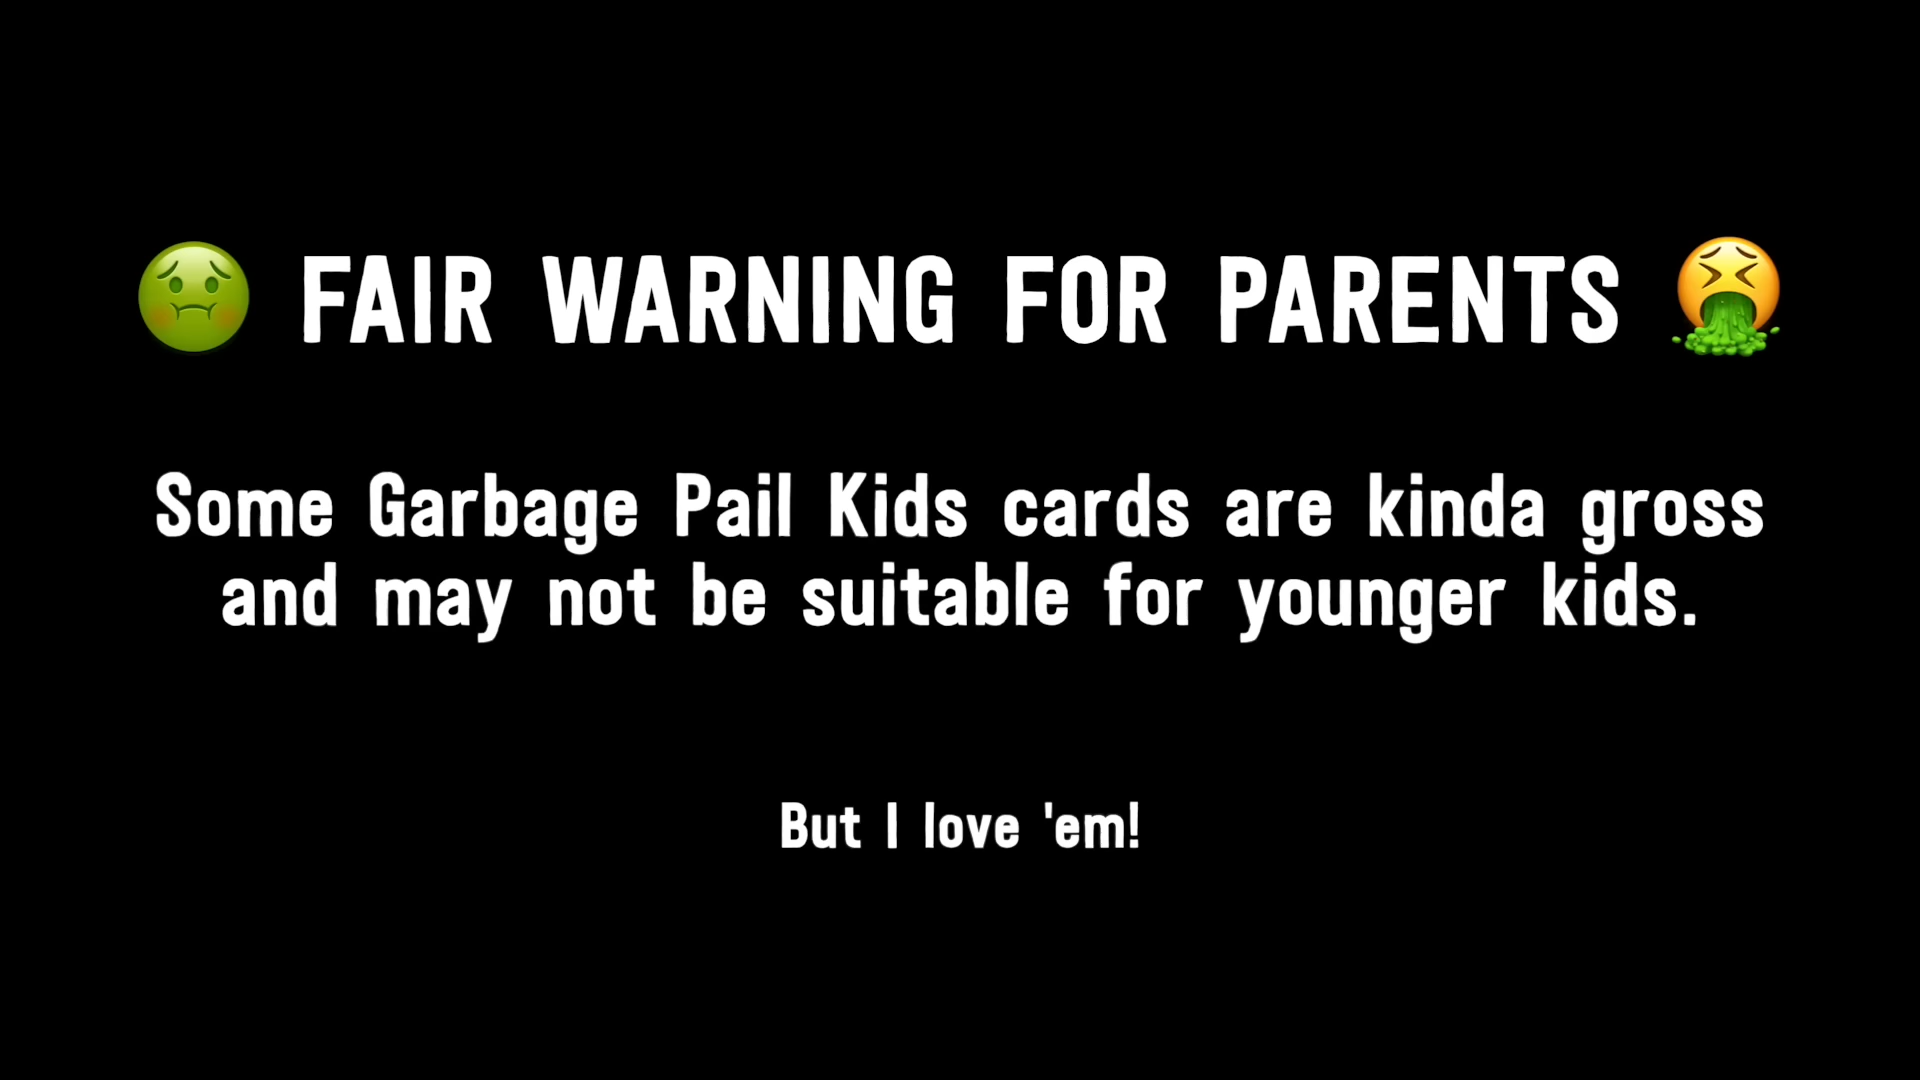 FAIR WARNING FOR PARENTS
Some Garbage Pail Kids cards are kinda gross
and may not be suitable for younger kids.
But I love 'em!